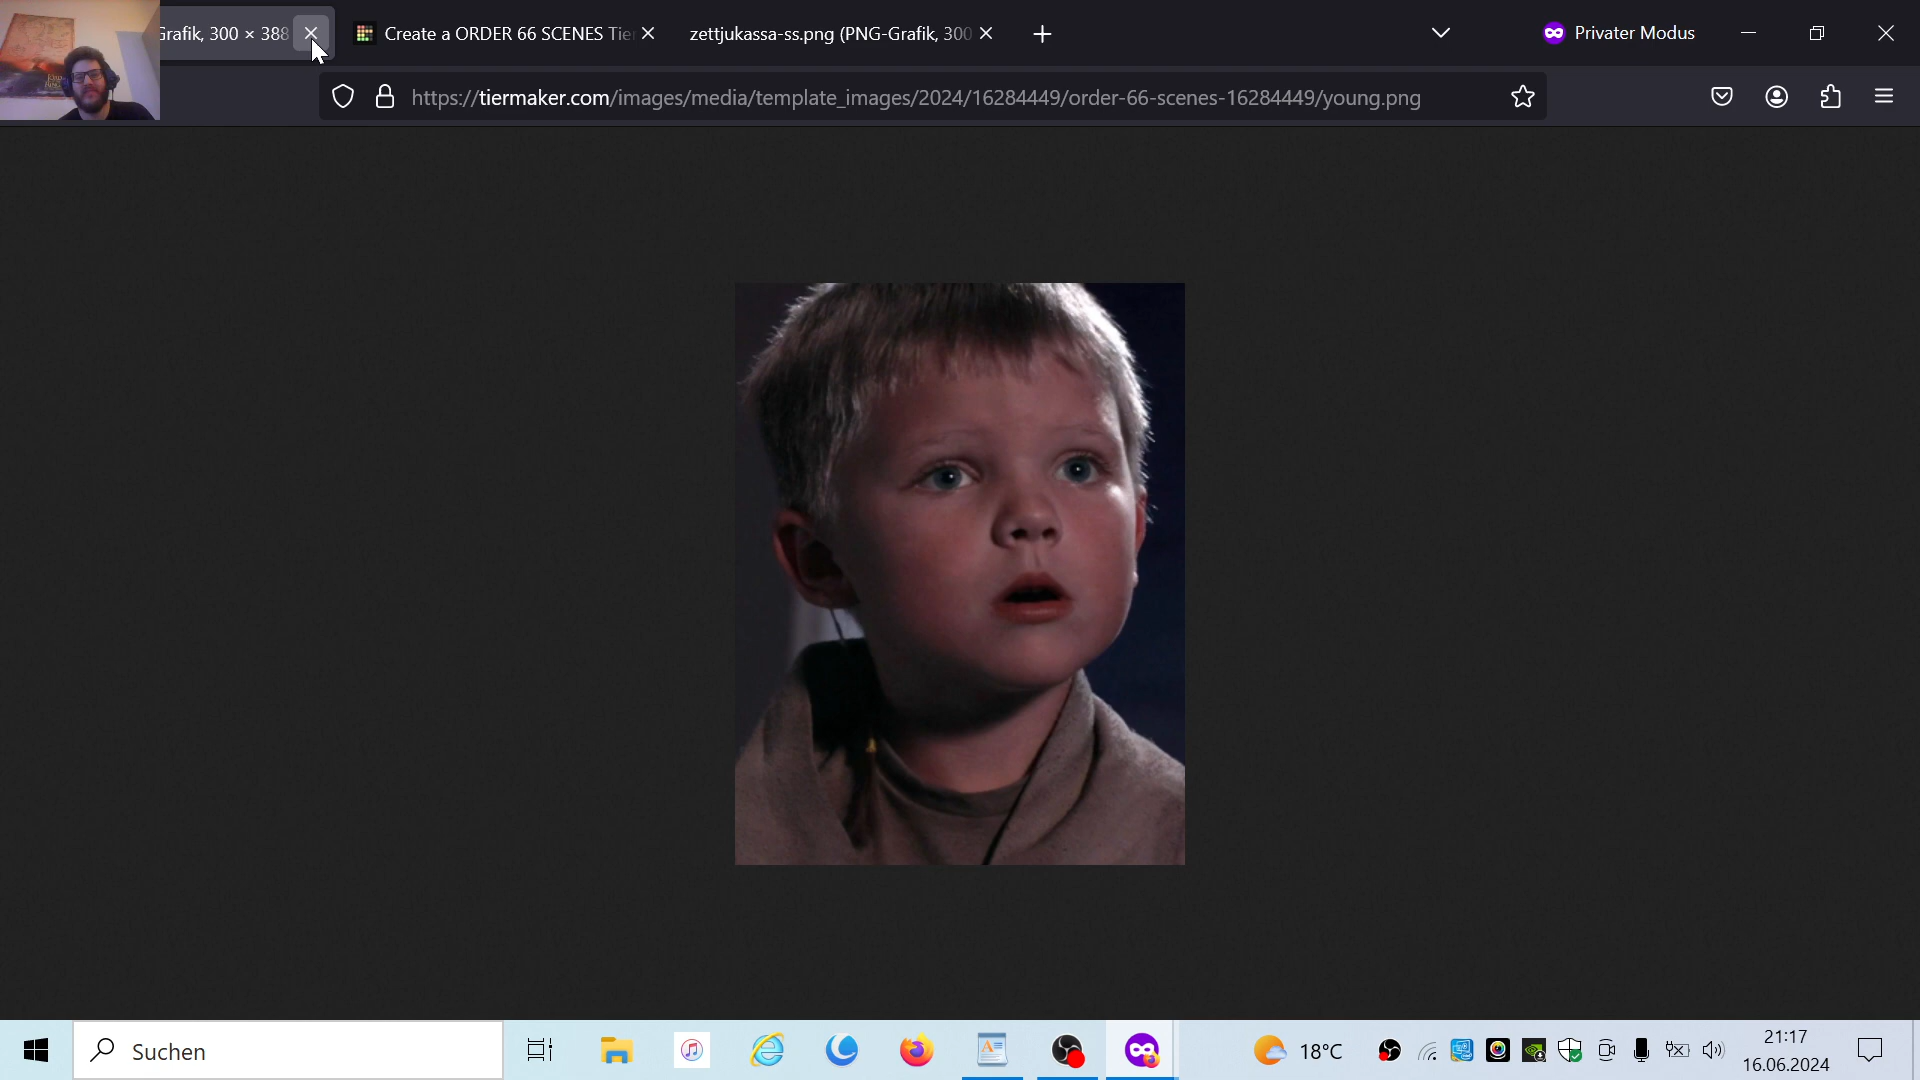 Grafik, 300 × 388
Create a ORDER 66 SCENES Tie
zettjukassa-ss.png (PNG-Grafik, 300
Privater Modus
https://tiermaker.com/images/media/template_images/2024/16284449/order-66-scenes-16284449/young.png
Suchen
18°C
21:17
16.06.2024